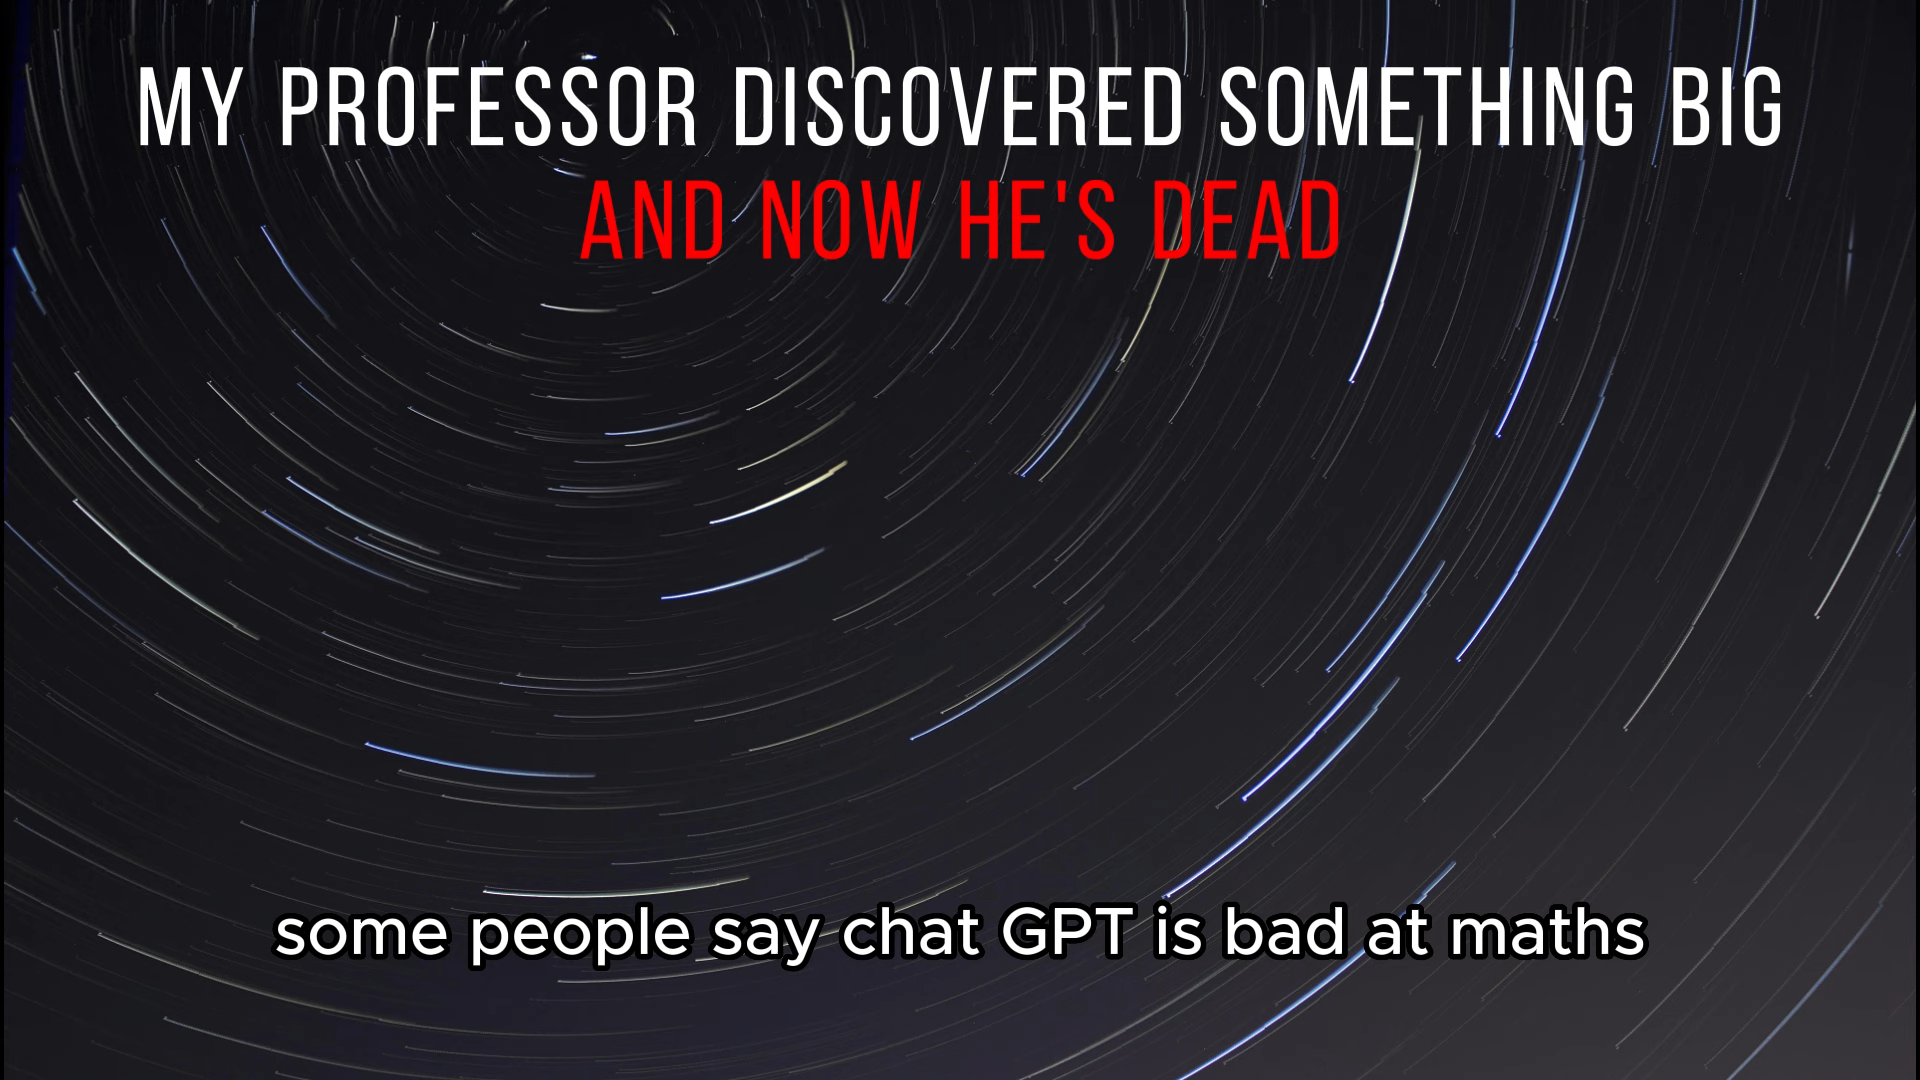 MY PROFESSOR DISCOVERED SOMETHING BIG
AND NOW HE'S DEAD
some people say chat GPT is bad at maths